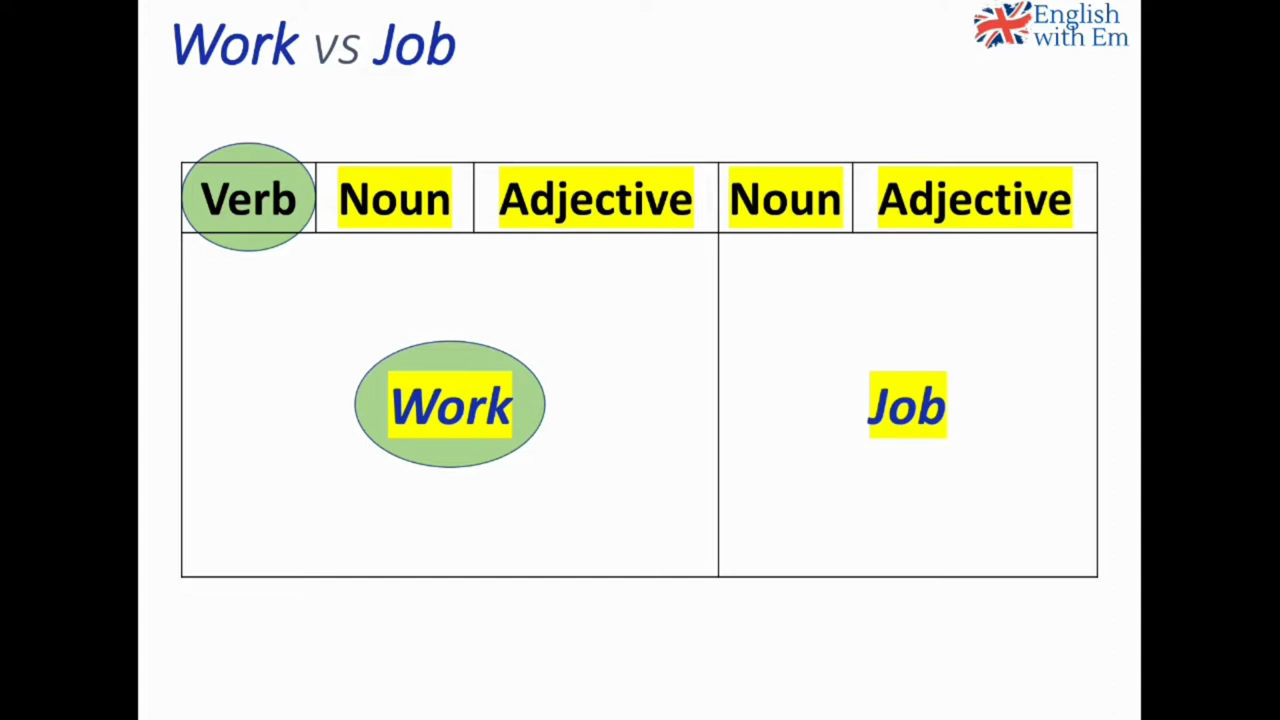 Work vs Job
English
with Em
Verb Noun Adjective Noun Adjective
Work Job